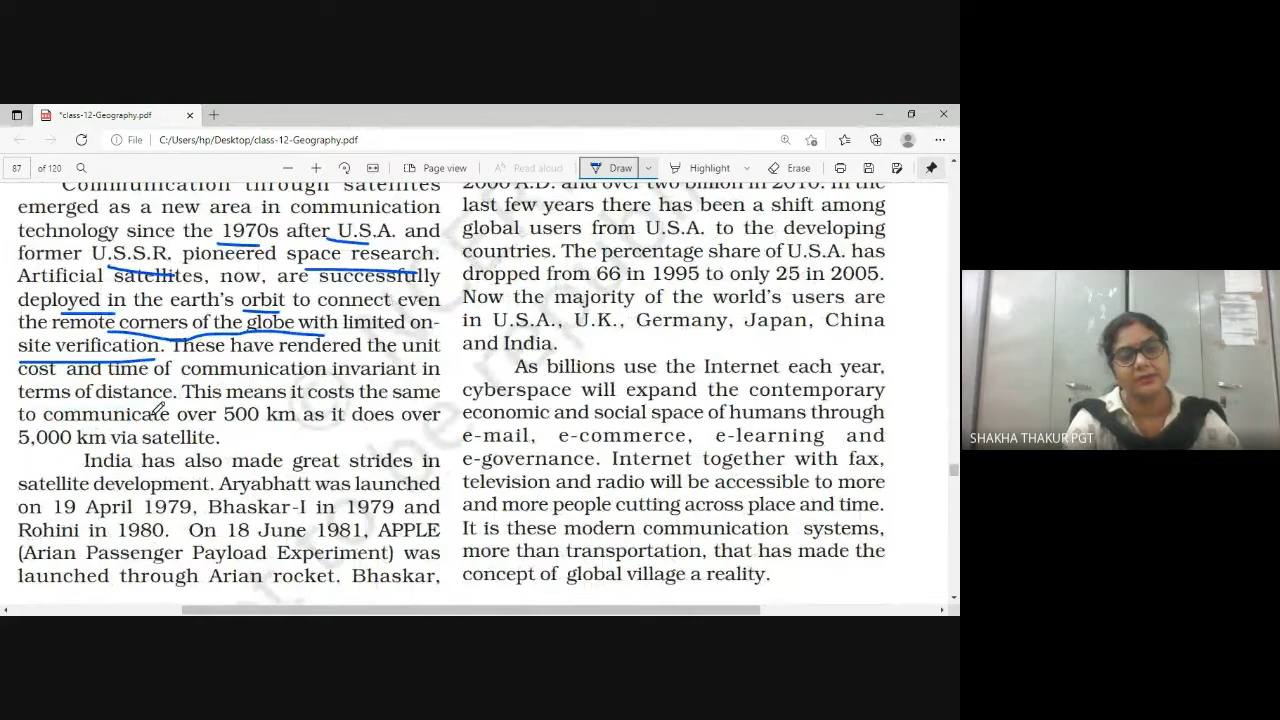 *class-12-Geography.pdf
File C:/Users/hp/Desktop/class-12-Geography.pdf
87 of 120 Page view Read aloud Draw Highlight Erase
Communication through satellites
emerged as a new area in communication
technology since the 1970s after U.S.A. and
former U.S.S.R. pioneered space research.
Artificial satellites, now, are successfully
deployed in the earth's orbit to connect even
the remote corners of the globe with limited on-
site verification. These have rendered the unit
cost and time of communication invariant in
terms of distance. This means it costs the same
to communicate over 500 km as it does over
5,000 km via satellite.
India has also made great strides in
satellite development. Aryabhatt was launched
on 19 April 1979, Bhaskar-I in 1979 and
Rohini in 1980. On 18 June 1981, APPLE
(Arian Passenger Payload Experiment) was
launched through Arian rocket. Bhaskar,
2000 A.D. and over two billion in 2010. In the
last few years there has been a shift among
global users from U.S.A. to the developing
countries. The percentage share of U.S.A. has
dropped from 66 in 1995 to only 25 in 2005.
Now the majority of the world's users are
in U.S.A., U.K., Germany, Japan, China
and India.
As billions use the Internet each year,
cyberspace will expand the contemporary
economic and social space of humans through
e-mail, e-commerce, e-learning and
e-governance. Internet together with fax,
television and radio will be accessible to more
and more people cutting across place and time.
It is these modern communication systems,
more than transportation, that has made the
concept of global village a reality.
SHAKHA THAKUR PGT